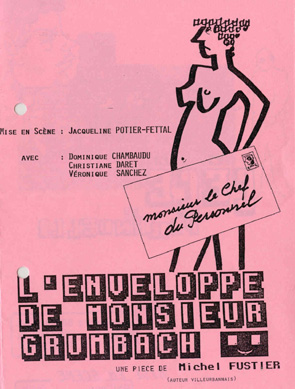 MISE EN SCÈNE : JACQUELINE POTIER-FETTAL
AVEC : DOMINIQUE CHAMBAUDU
CHRISTIANE DARET
VÉRONIQUE SANCHEZ
monsieur le Chef
du Personnel
L'ENVELOPPE
DE MONSIEUR
GRUMBACH
UNE PIÈCE DE Michel FUSTIER
(AUTEUR VILLEURBANNAIS)